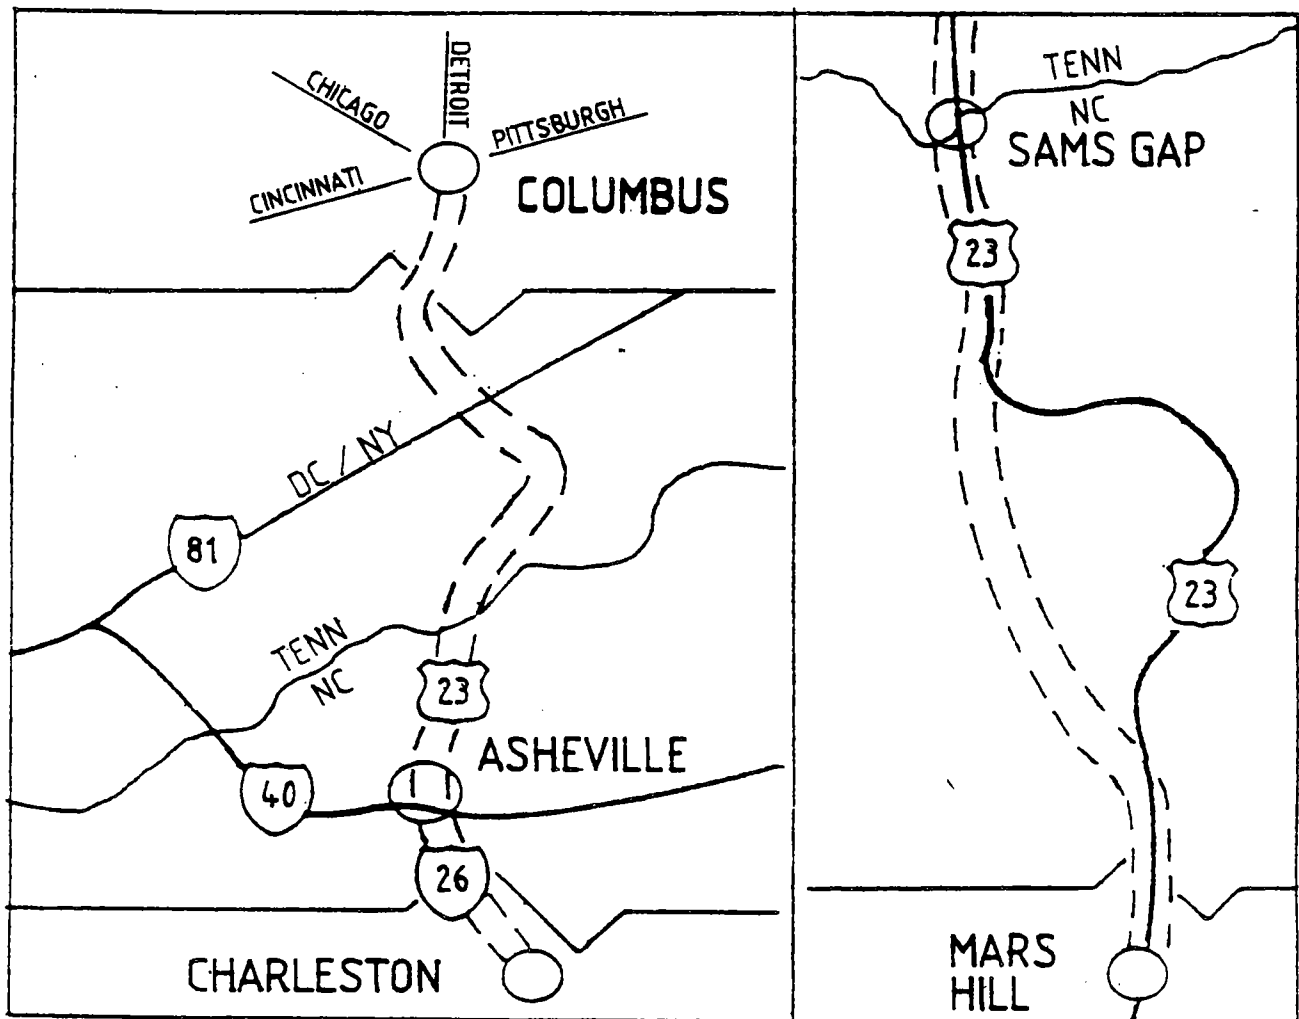 DETROIT
CHICAGO
PITTSBURGH
CINCINNATI
COLUMBUS
DC / NY
81
TENN
NC
23
ASHEVILLE
40
26
CHARLESTON
TENN
NC
SAMS GAP
23
23
MARS
HILL